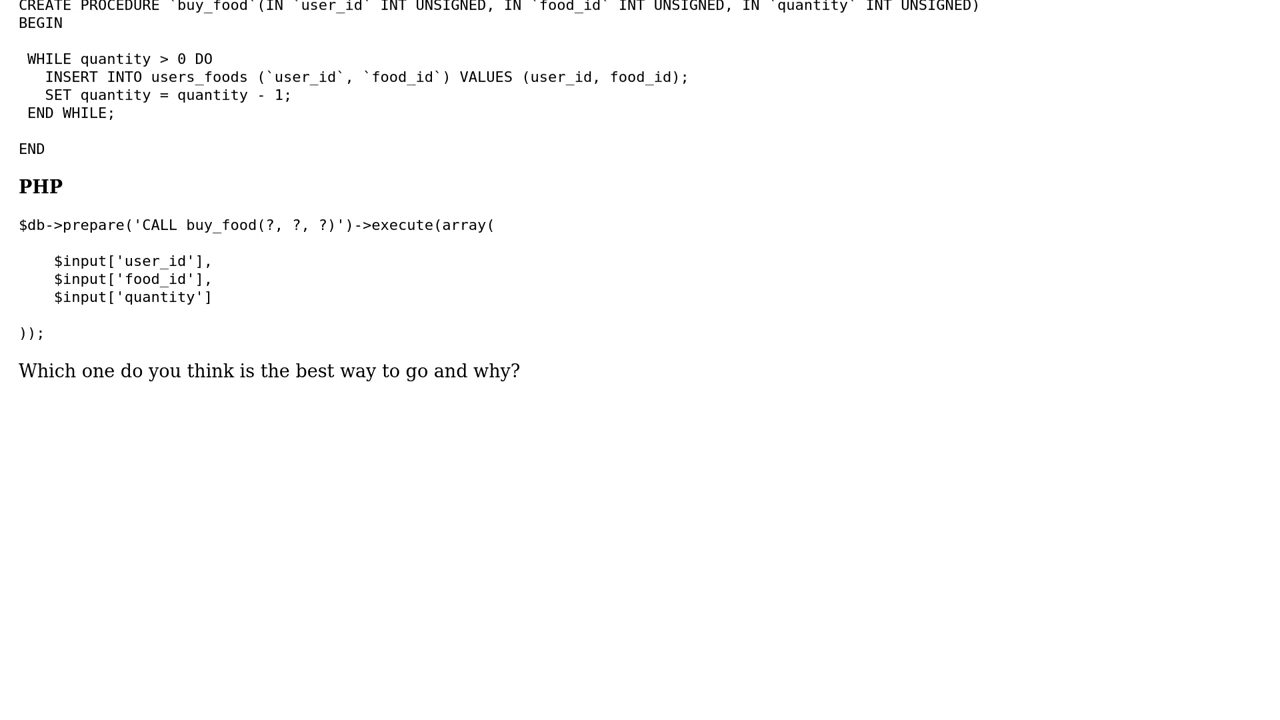 CREATE PROCEDURE `buy_food`(IN `user_id` INT UNSIGNED, IN `food_id` INT UNSIGNED, IN `quantity` INT UNSIGNED)
BEGIN
WHILE quantity > 0 DO
INSERT INTO users_foods (`user_id`, `food_id`) VALUES (user_id, food_id);
SET quantity = quantity - 1;
END WHILE;
END
PHP
$db->prepare('CALL buy_food(?, ?, ?)')->execute(array(
$input['user_id'],
$input['food_id'],
$input['quantity']
));
Which one do you think is the best way to go and why?